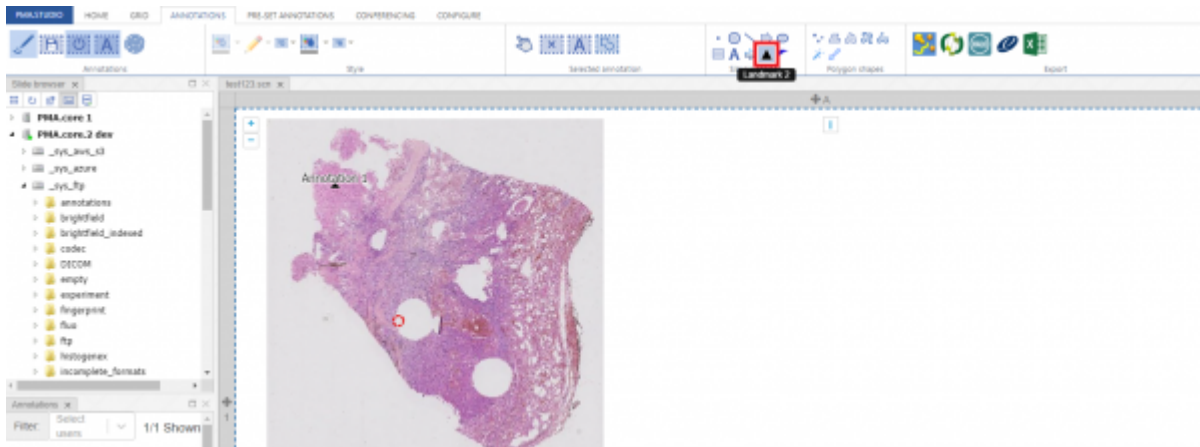 PMA.STUDIO HOME GRID ANNOTATIONS PRE-SET ANNOTATIONS CONFERENCING CONFIGURE
Annotations Style Selected annotation Polygon shapes Export
Landmark 2
Slide browser test123.scn
A
PMA.core 1
PMA.core.2 dev
_sys_aws_s3
_sys_azure
_sys_ftp
Annotation 1
annotations
brightfield
brightfield_indexed
codec
DICOM
empty
experiment
fingerprint
fluo
ftp
histogenex
incomplete_formats
Annotations
1
Filter: Select users 1/1 Shown